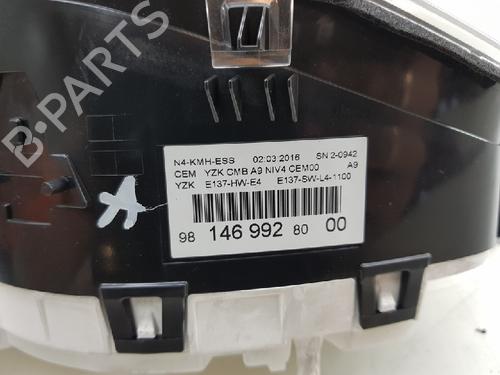 B-PARTS
N4-KMH-ESS 02:03:2016 SN 2-0942
CEM YZK CMB A9 NIV4 CEM00 A9
YZK E137-HW-E4 E137-SW-L4-1100
98 146 992 80 00